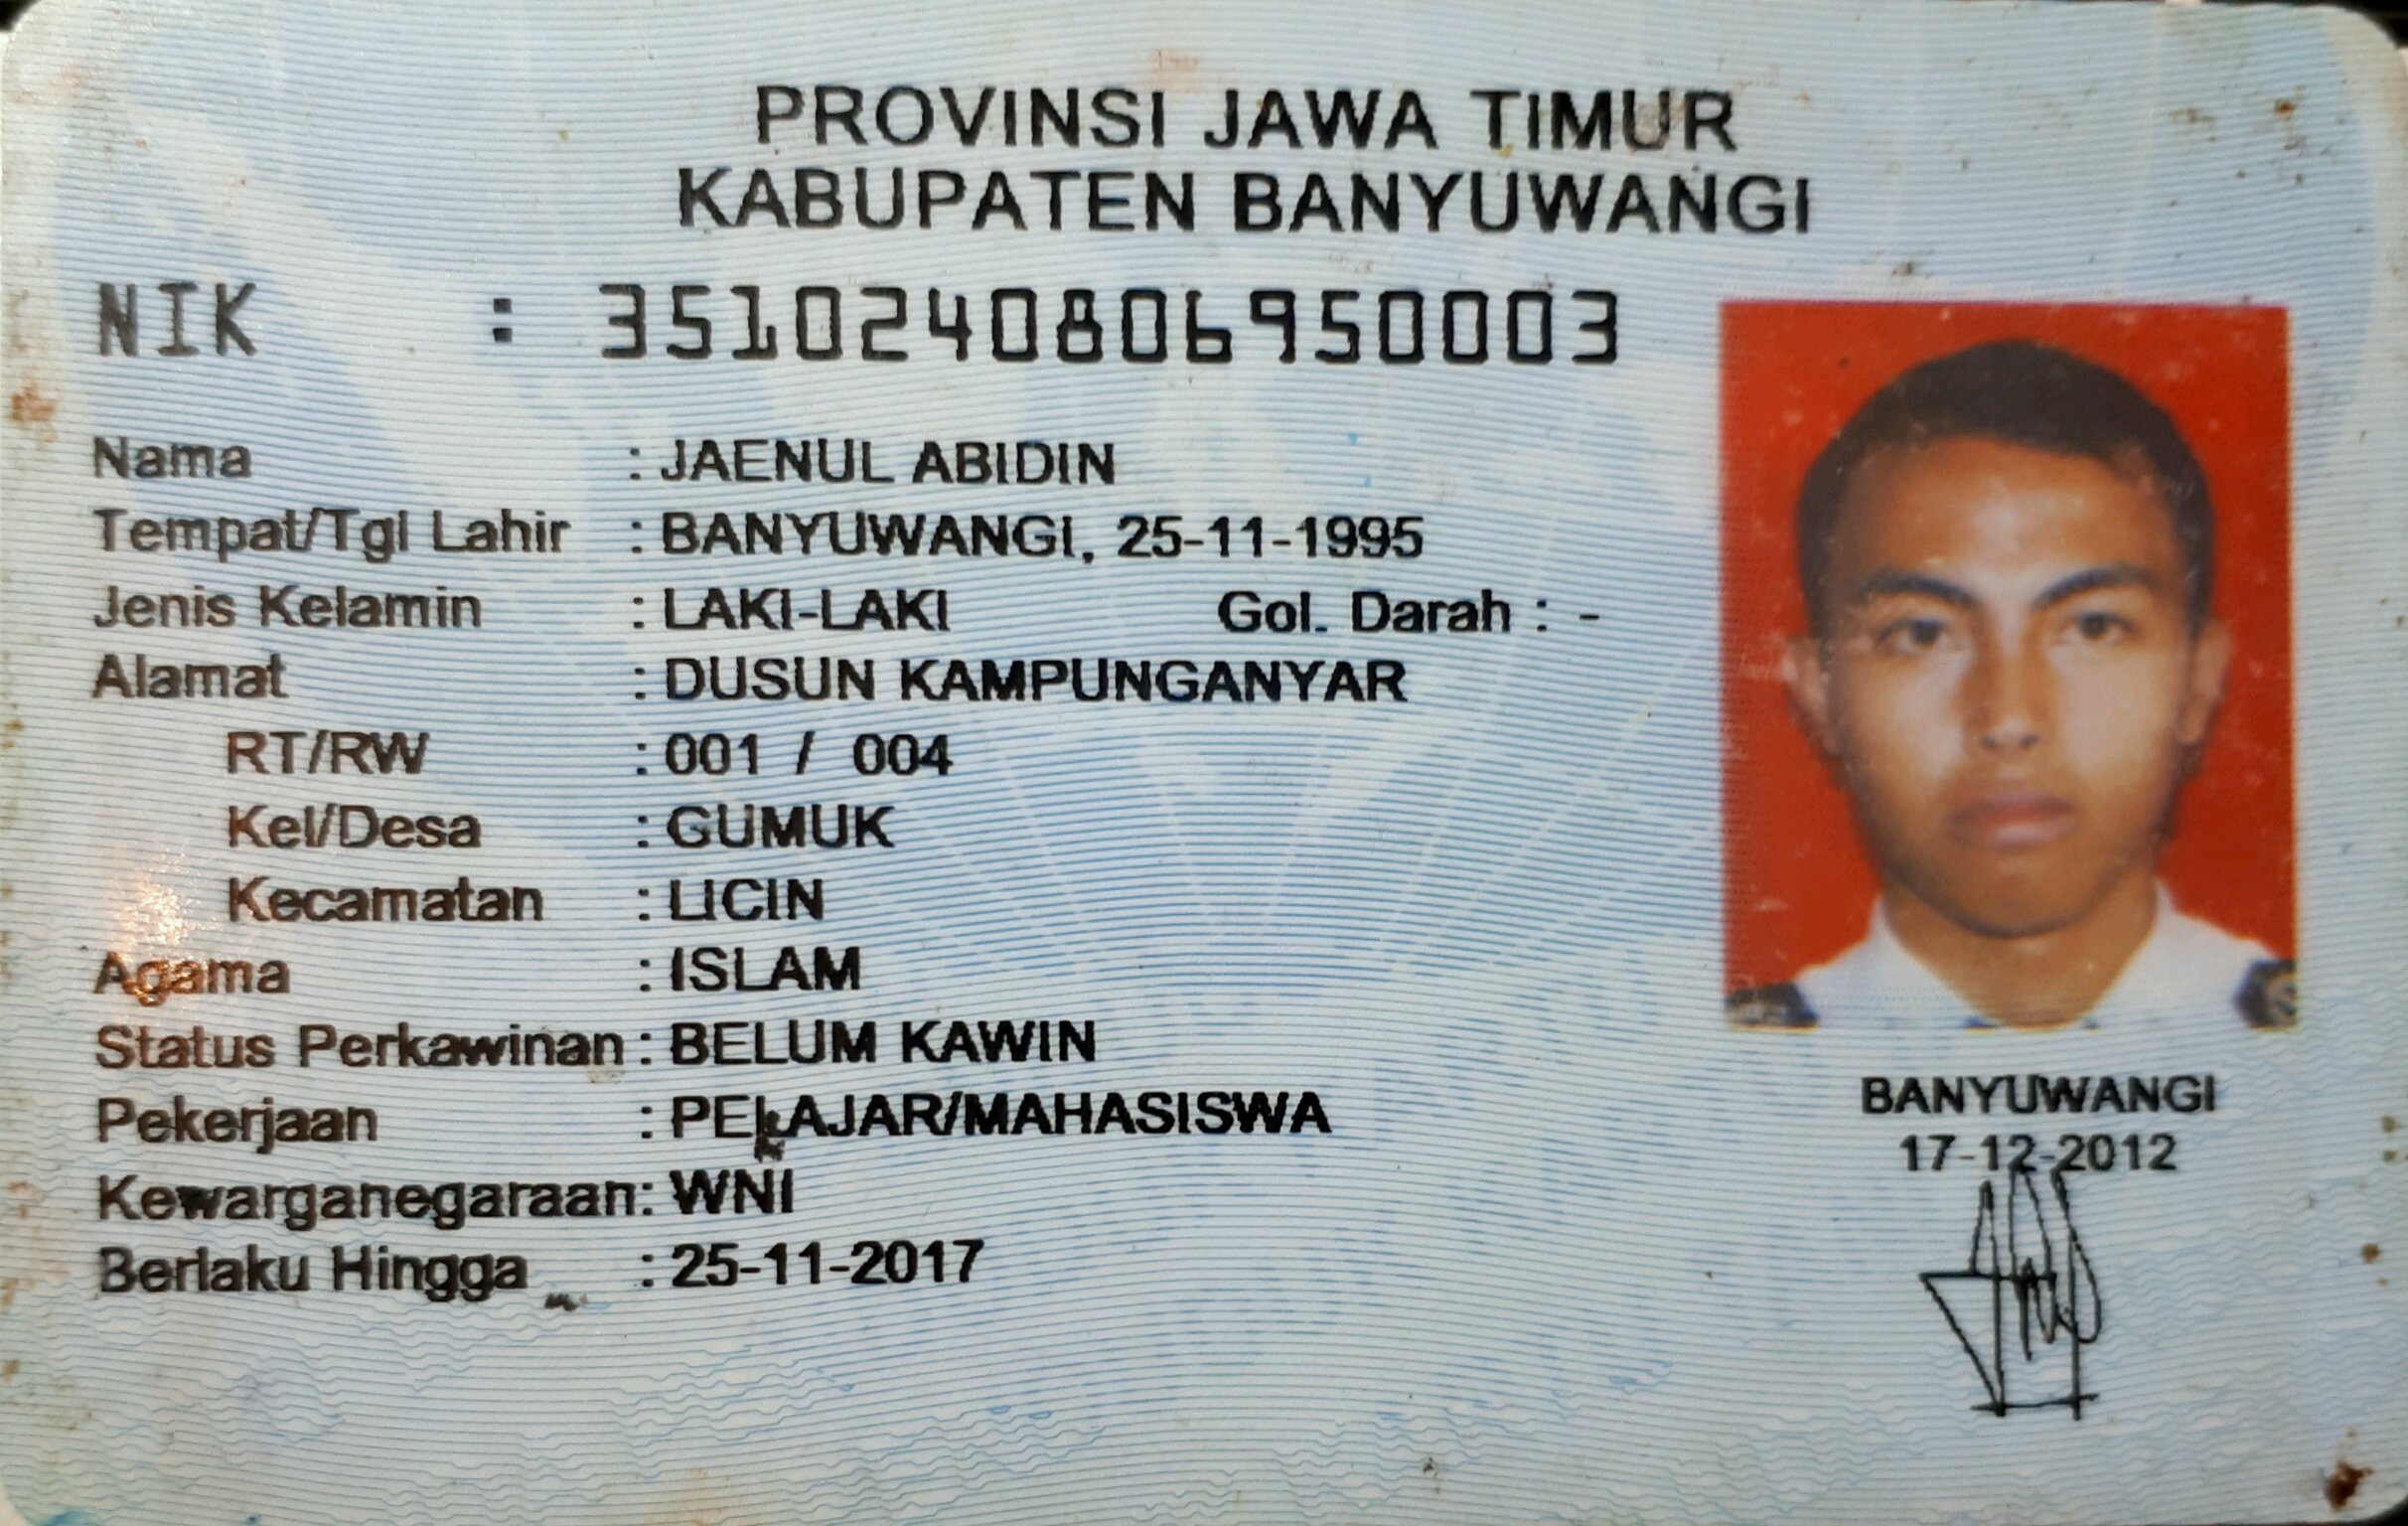 PROVINSI JAWA TIMUR
KABUPATEN BANYUWANGI
NIK : 3510240806950003
Nama : JAENUL ABIDIN
Tempat/Tgl Lahir : BANYUWANGI, 25-11-1995
Jenis Kelamin : LAKI-LAKI Gol. Darah : -
Alamat : DUSUN KAMPUNGANYAR
RT/RW : 001 / 004
Kel/Desa : GUMUK
Kecamatan : LICIN
Agama : ISLAM
Status Perkawinan : BELUM KAWIN
Pekerjaan : PELAJAR/MAHASISWA
Kewarganegaraan: WNI
Berlaku Hingga : 25-11-2017
BANYUWANGI
17-12-2012